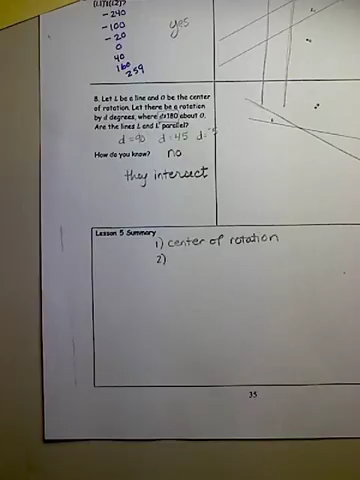 -240
-100
yes
-20
0
40
160
259
8. Let L be a line and O be the center
of rotation. Let there be a rotation
by d degrees, where d≠180 about O.
Are the lines L and L' parallel?
d=90 d=45
How do you know? no
they intersect
Lesson 5 Summary
1) center of rotation
2)
35